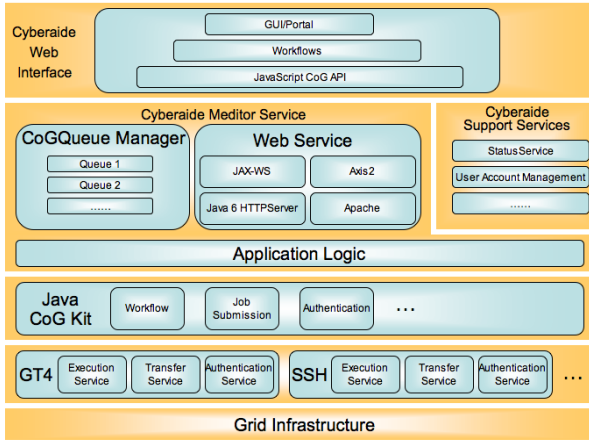 Cyberaide
Web
Interface
GUI/Portal
Workflows
JavaScript CoG API
Cyberaide Meditor Service
CoGQueue Manager
Queue 1
Queue 2
......
Web Service
JAX-WS
Axis2
Java 6 HTTPServer
Apache
Cyberaide
Support Services
StatusService
User Account Management
......
Application Logic
Java
CoG Kit
Workflow
Job
Submission
Authentication
...
GT4
Execution
Service
Transfer
Service
Authentication
Service
SSH
Execution
Service
Transfer
Service
Authentication
Service
...
Grid Infrastructure